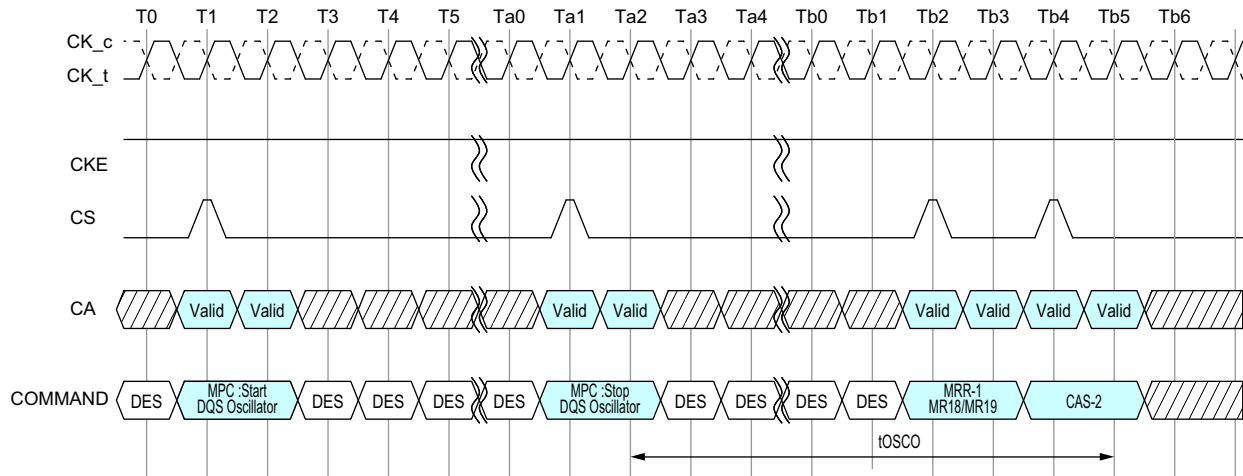 T0 T1 T2 T3 T4 T5 Ta0 Ta1 Ta2 Ta3 Ta4 Tb0 Tb1 Tb2 Tb3 Tb4 Tb5 Tb6
CK_c
CK_t
CKE
CS
CA Valid Valid Valid Valid Valid Valid Valid Valid
COMMAND DES MPC :Start DES DES DES DES MPC :Stop DES DES DES DES MRR-1 CAS-2
DQS Oscillator DQS Oscillator MR18/MR19
tOSCO